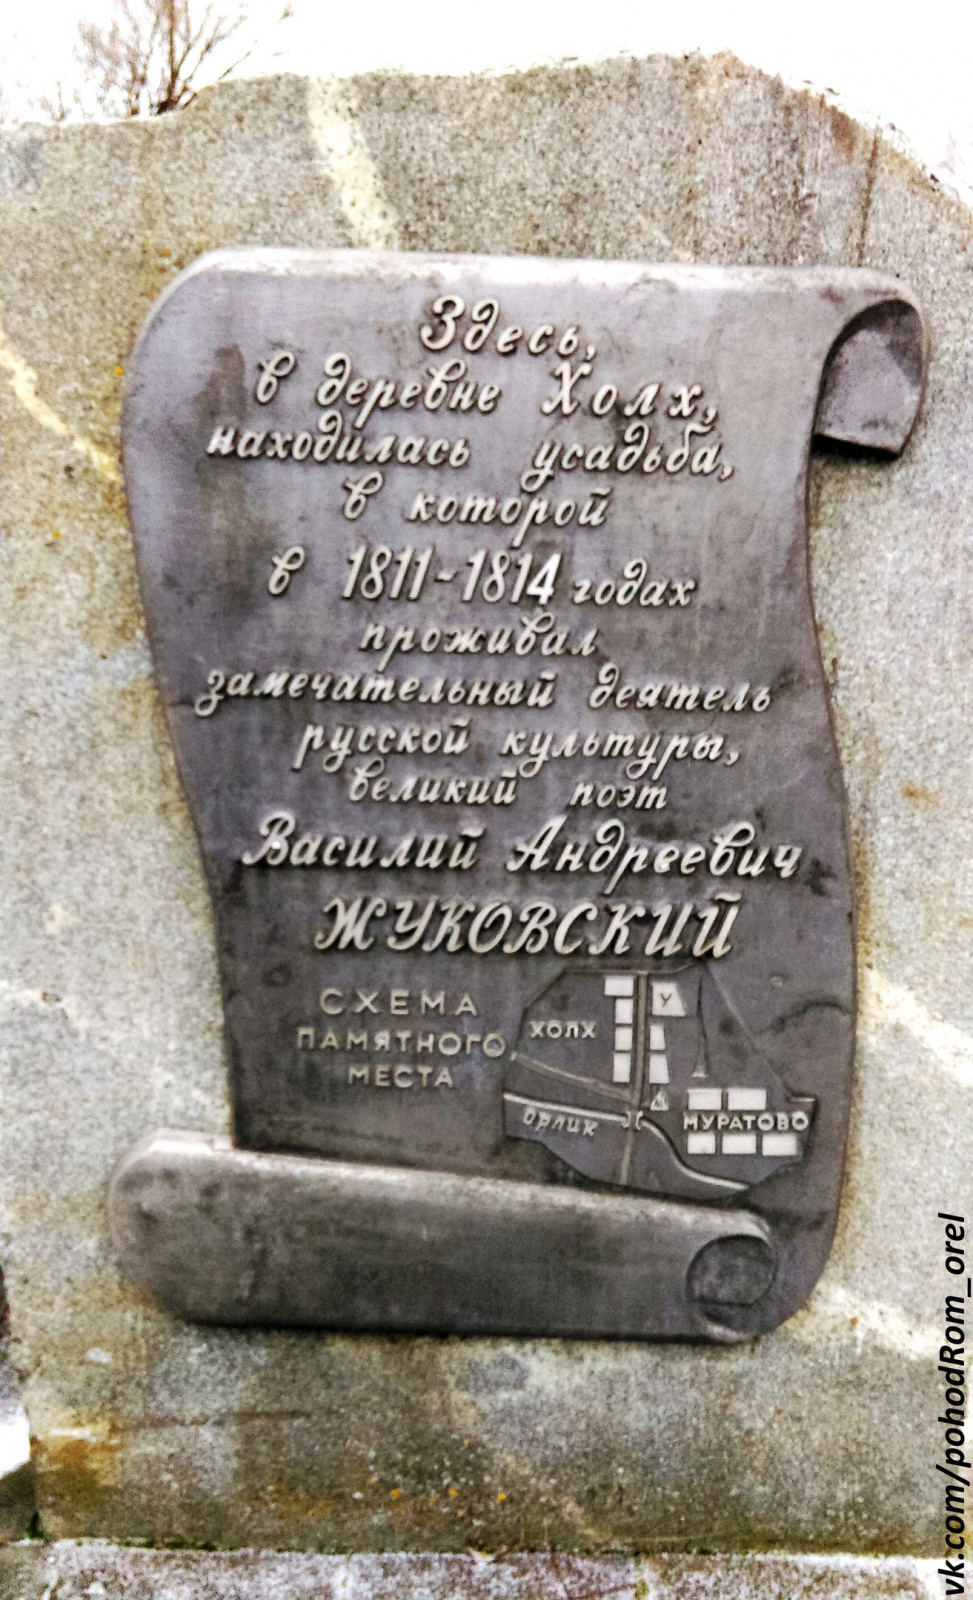 Здесь,
в деревне Холх,
находилась усадьба,
в которой
в 1811-1814 годах
проживал
замечательный деятель
русской культуры,
великий поэт
Василий Андреевич
ЖУКОВСКИЙ
СХЕМА
ПАМЯТНОГО
МЕСТА
У
ХОЛХ
МУРАТОВО
ОРЛИК
vk.com/pohodRom_orel